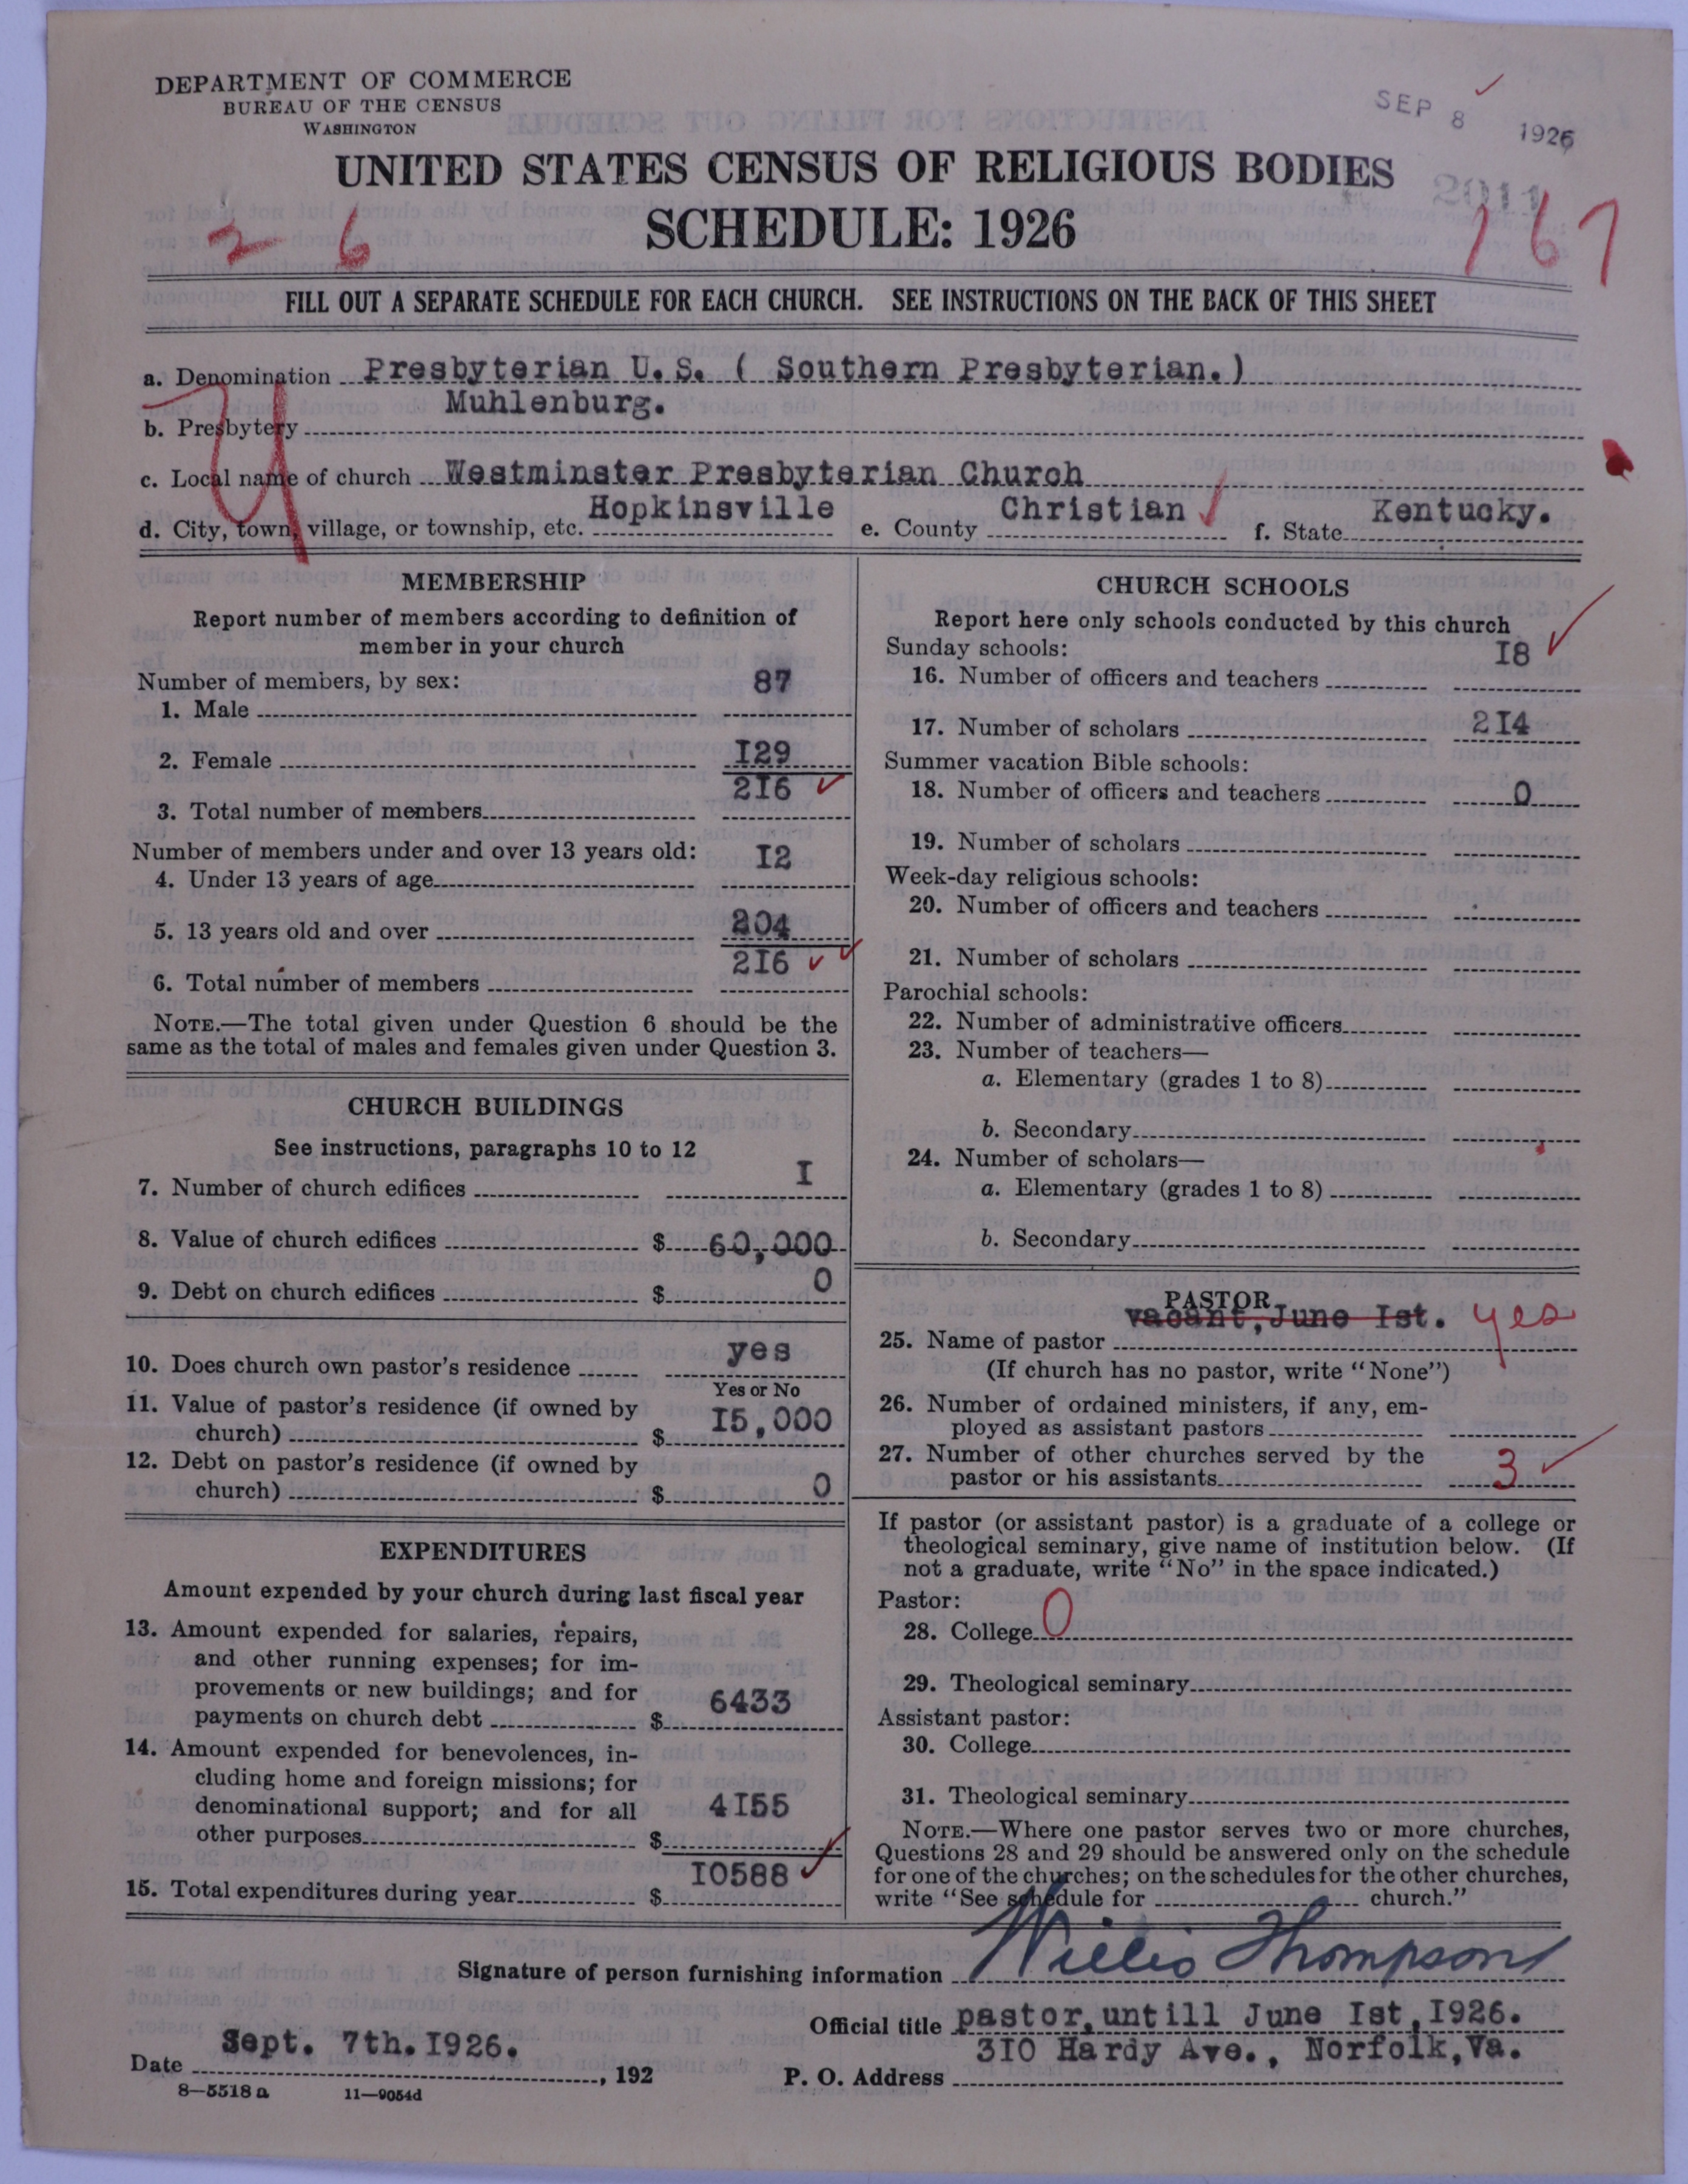 DEPARTMENT OF COMMERCE
BUREAU OF THE CENSUS
WASHINGTON
SEP 8 1926
UNITED STATES CENSUS OF RELIGIOUS BODIES
2011
SCHEDULE: 1926
2 6
167
FILL OUT A SEPARATE SCHEDULE FOR EACH CHURCH. SEE INSTRUCTIONS ON THE BACK OF THIS SHEET
a. Denomination Presbyterian U.S. ( Southern Presbyterian.)
b. Presbytery Muhlenburg.
c. Local name of church Westminster Presbyterian Church
d. City, town, village, or township, etc. Hopkinsville e. County Christian f. State Kentucky.
MEMBERSHIP
Report number of members according to definition of
member in your church
Number of members, by sex:
1. Male 87
2. Female I29
3. Total number of members 2I6
Number of members under and over 13 years old:
4. Under 13 years of age I2
5. 13 years old and over 204
6. Total number of members 2I6
NOTE.—The total given under Question 6 should be the
same as the total of males and females given under Question 3.
CHURCH BUILDINGS
See instructions, paragraphs 10 to 12
7. Number of church edifices I
8. Value of church edifices $ 60,000
9. Debt on church edifices $ 0
10. Does church own pastor's residence yes
Yes or No
11. Value of pastor's residence (if owned by
church) $ I5,000
12. Debt on pastor's residence (if owned by
church) $ 0
EXPENDITURES
Amount expended by your church during last fiscal year
13. Amount expended for salaries, repairs,
and other running expenses; for im-
provements or new buildings; and for
payments on church debt $ 6433
14. Amount expended for benevolences, in-
cluding home and foreign missions; for
denominational support; and for all
other purposes $ 4I55
15. Total expenditures during year $ I0588
CHURCH SCHOOLS
Report here only schools conducted by this church
Sunday schools:
16. Number of officers and teachers I8
17. Number of scholars 2I4
Summer vacation Bible schools:
18. Number of officers and teachers 0
19. Number of scholars
Week-day religious schools:
20. Number of officers and teachers
21. Number of scholars
Parochial schools:
22. Number of administrative officers
23. Number of teachers—
a. Elementary (grades 1 to 8)
b. Secondary
24. Number of scholars—
a. Elementary (grades 1 to 8)
b. Secondary
PASTOR
25. Name of pastor vacant, June Ist. yes
(If church has no pastor, write "None")
26. Number of ordained ministers, if any, em-
ployed as assistant pastors
27. Number of other churches served by the
pastor or his assistants 3
If pastor (or assistant pastor) is a graduate of a college or
theological seminary, give name of institution below. (If
not a graduate, write "No" in the space indicated.)
Pastor:
28. College 0
29. Theological seminary
Assistant pastor:
30. College
31. Theological seminary
NOTE.—Where one pastor serves two or more churches,
Questions 28 and 29 should be answered only on the schedule
for one of the churches; on the schedules for the other churches,
write "See schedule for church."
Signature of person furnishing information Willis Thompson
Official title pastor, untill June Ist, I926.
Date Sept. 7th. I926. , 192
P. O. Address 3I0 Hardy Ave., Norfolk, Va.
8—5518 a 11—9054d